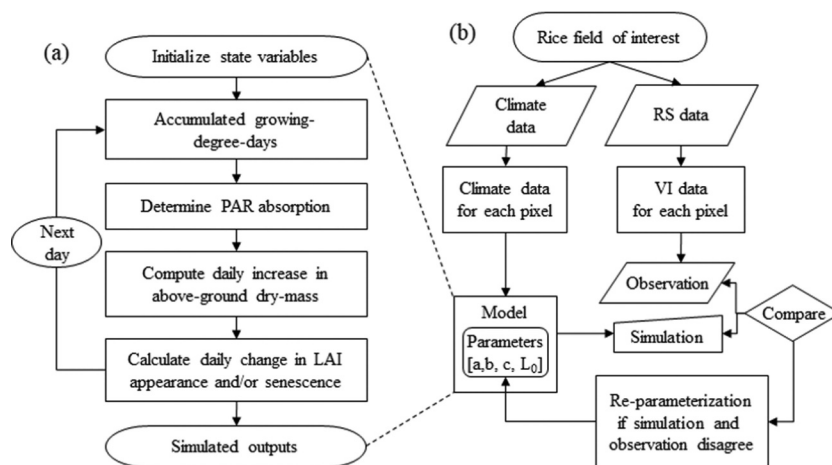 (a)
Initialize state variables
Accumulated growing-
degree-days
Determine PAR absorption
Next
day
Compute daily increase in
above-ground dry-mass
Calculate daily change in LAI
appearance and/or senescence
Simulated outputs
(b)
Rice field of interest
Climate
data
RS data
Climate data
for each pixel
VI data
for each pixel
Observation
Model
Parameters
[a,b, c, L₀]
Simulation
Compare
Re-parameterization
if simulation and
observation disagree